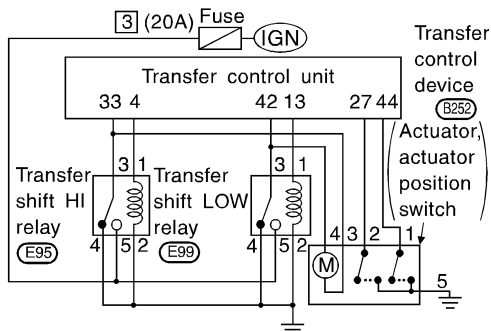 3 (20A) Fuse
IGN
Transfer control unit
33 4 42 13 27 44
Transfer control device
B252
(Actuator, actuator position switch)
3 1 3 1
Transfer shift HI relay
E95
Transfer shift LOW relay
E99
4 5 2 4 5 2
4 3 2 1
M
5